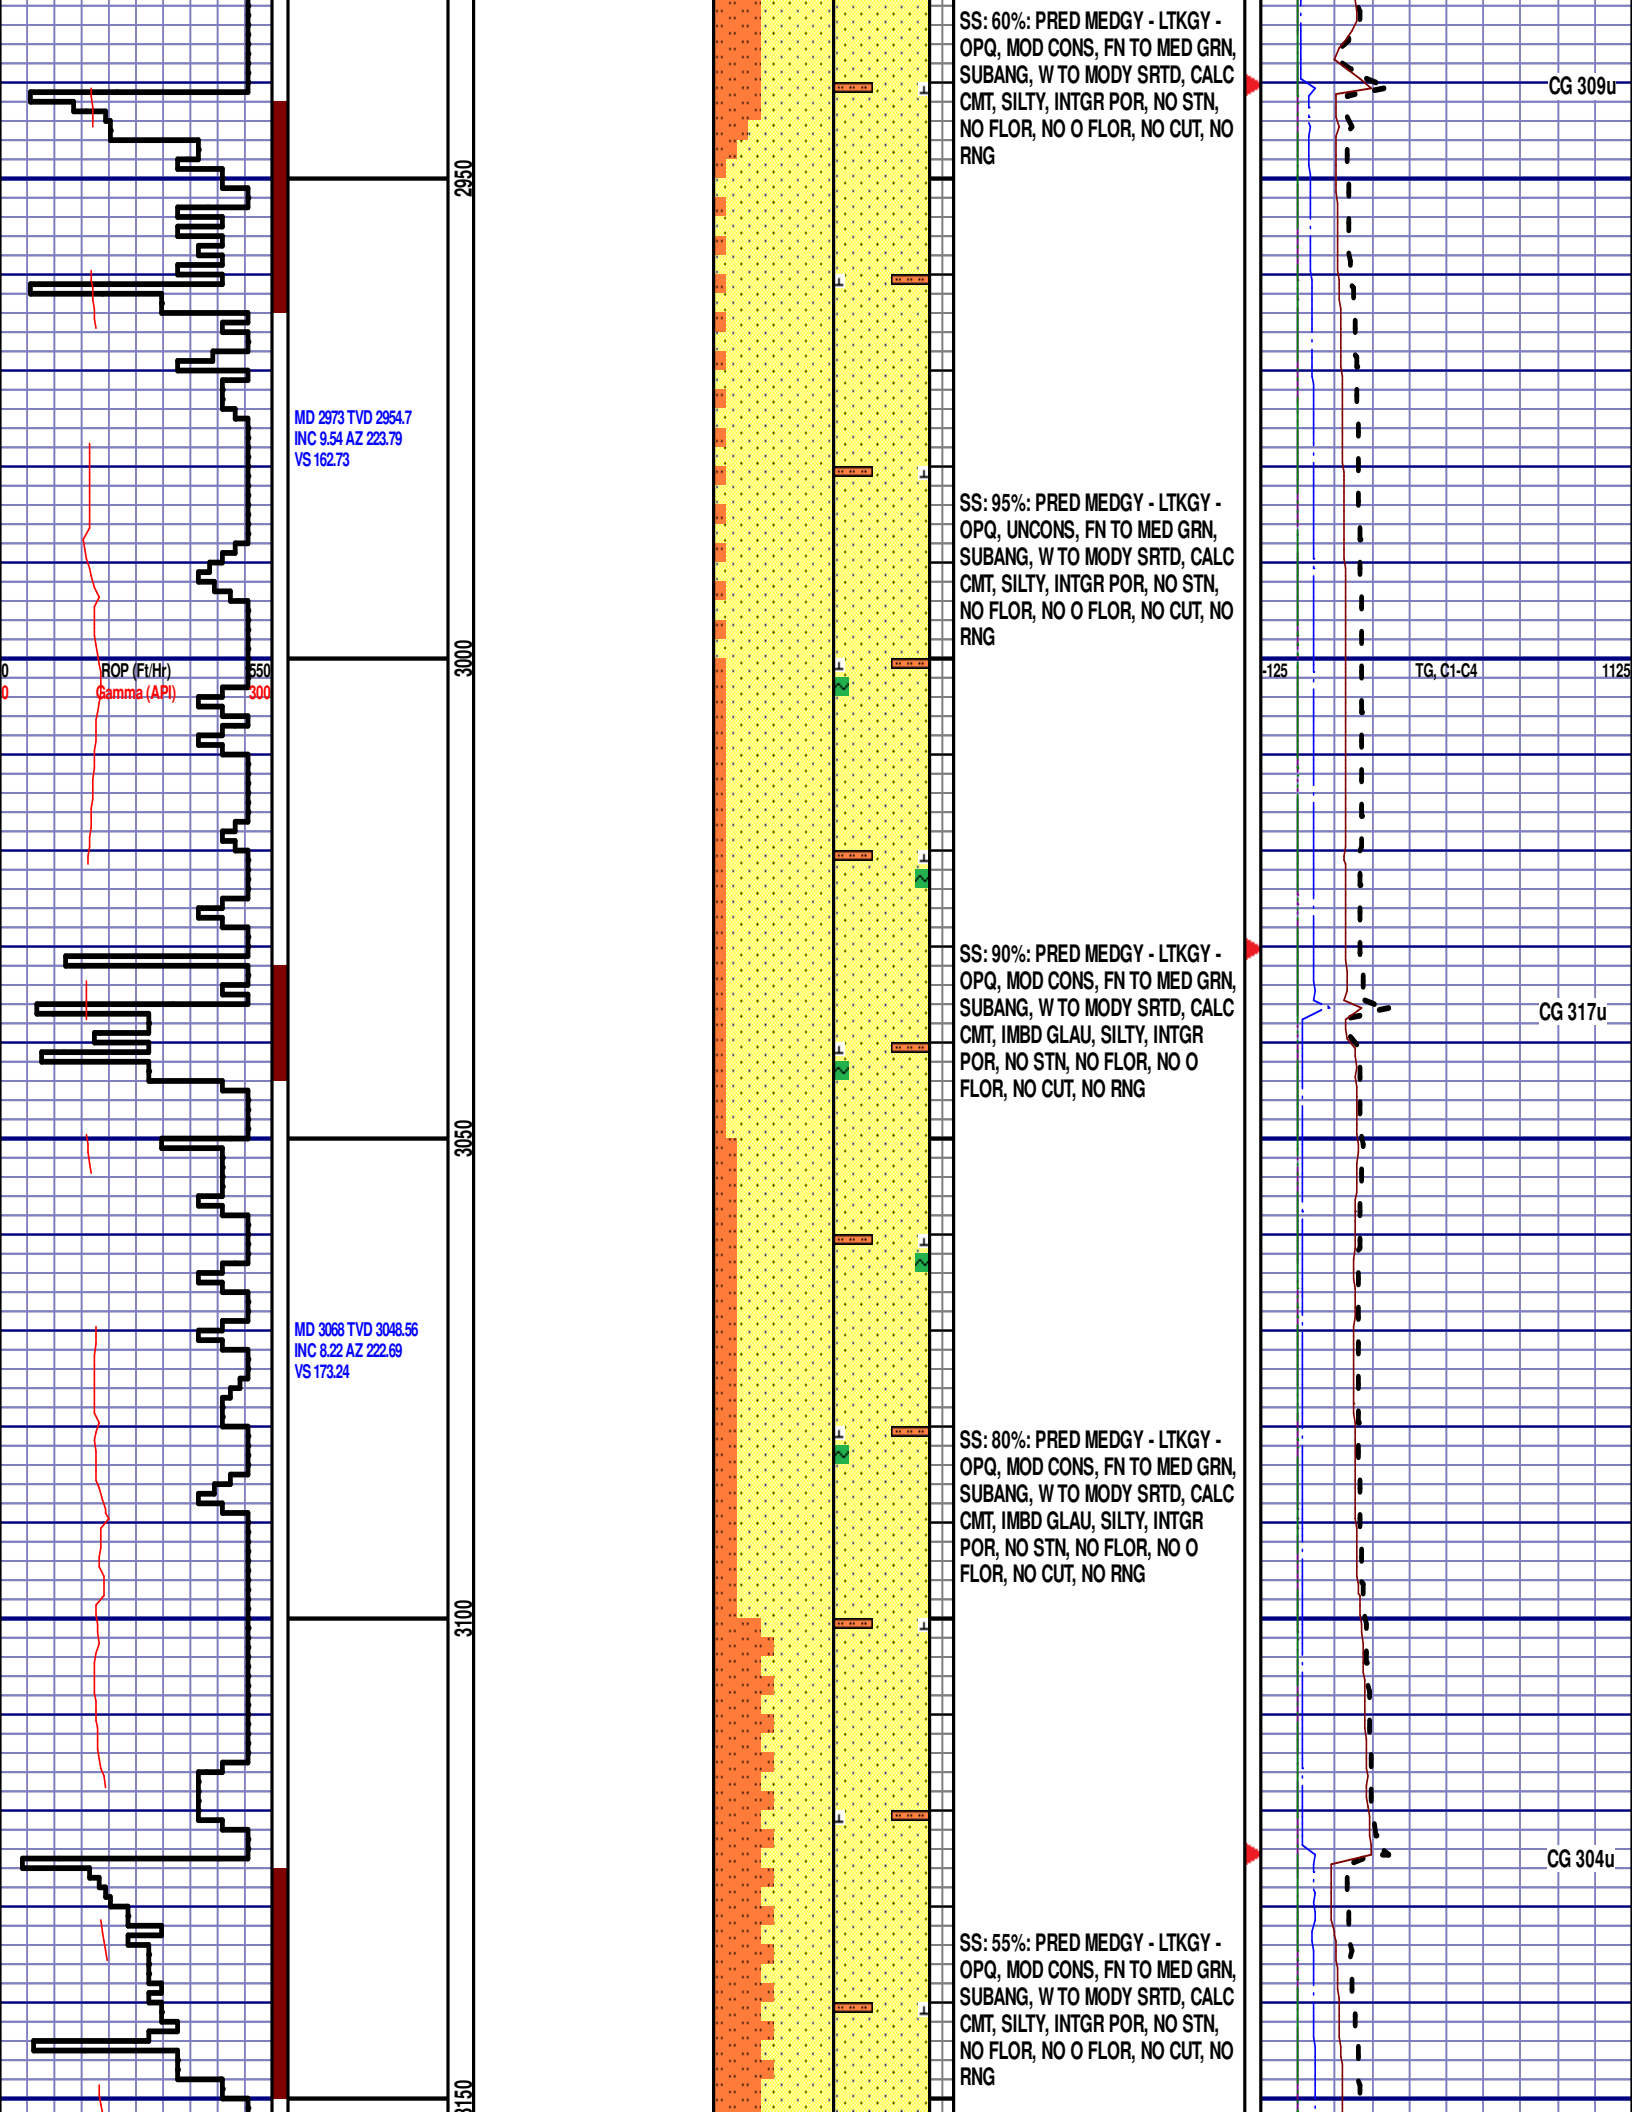 SS: 60%: PRED MEDGY - LTKGY -
OPQ, MOD CONS, FN TO MED GRN,
SUBANG, W TO MODY SRTD, CALC
CMT, SILTY, INTGR POR, NO STN,
NO FLOR, NO O FLOR, NO CUT, NO
RNG
CG 309u
2950
MD 2973 TVD 2954.7
INC 9.54 AZ 223.79
VS 162.73
SS: 95%: PRED MEDGY - LTKGY -
OPQ, UNCONS, FN TO MED GRN,
SUBANG, W TO MODY SRTD, CALC
CMT, SILTY, INTGR POR, NO STN,
NO FLOR, NO O FLOR, NO CUT, NO
RNG
3000
0 ROP (Ft/Hr) 550
0 Gamma (API) 300
-125 TG, C1-C4 1125
SS: 90%: PRED MEDGY - LTKGY -
OPQ, MOD CONS, FN TO MED GRN,
SUBANG, W TO MODY SRTD, CALC
CMT, IMBD GLAU, SILTY, INTGR
POR, NO STN, NO FLOR, NO O
FLOR, NO CUT, NO RNG
CG 317u
3050
MD 3068 TVD 3048.56
INC 8.22 AZ 222.69
VS 173.24
SS: 80%: PRED MEDGY - LTKGY -
OPQ, MOD CONS, FN TO MED GRN,
SUBANG, W TO MODY SRTD, CALC
CMT, IMBD GLAU, SILTY, INTGR
POR, NO STN, NO FLOR, NO O
FLOR, NO CUT, NO RNG
3100
CG 304u
SS: 55%: PRED MEDGY - LTKGY -
OPQ, MOD CONS, FN TO MED GRN,
SUBANG, W TO MODY SRTD, CALC
CMT, SILTY, INTGR POR, NO STN,
NO FLOR, NO O FLOR, NO CUT, NO
RNG
3150